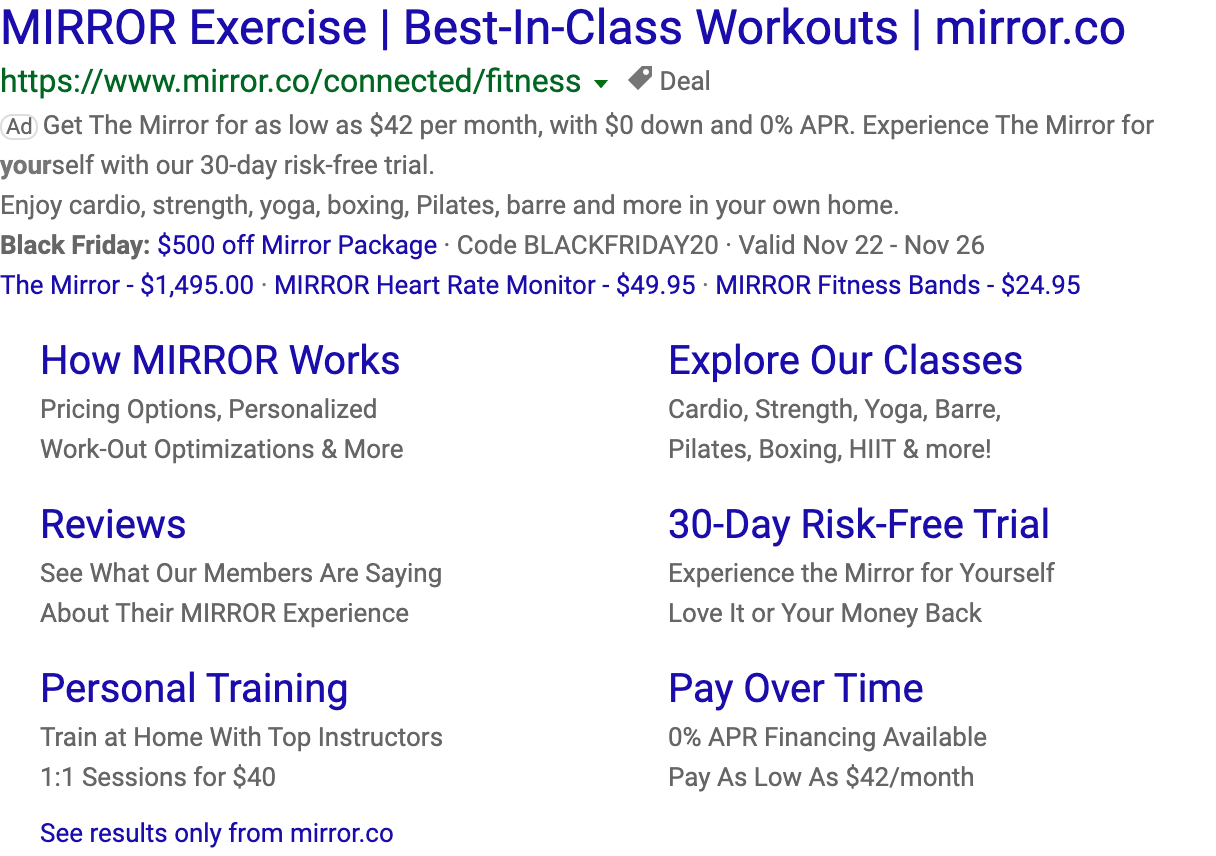 MIRROR Exercise | Best-In-Class Workouts | mirror.co
https://www.mirror.co/connected/fitness Deal
Ad Get The Mirror for as low as $42 per month, with $0 down and 0% APR. Experience The Mirror for
yourself with our 30-day risk-free trial.
Enjoy cardio, strength, yoga, boxing, Pilates, barre and more in your own home.
Black Friday: $500 off Mirror Package · Code BLACKFRIDAY20 · Valid Nov 22 - Nov 26
The Mirror - $1,495.00 · MIRROR Heart Rate Monitor - $49.95 · MIRROR Fitness Bands - $24.95
How MIRROR Works
Pricing Options, Personalized
Work-Out Optimizations & More
Explore Our Classes
Cardio, Strength, Yoga, Barre,
Pilates, Boxing, HIIT & more!
Reviews
See What Our Members Are Saying
About Their MIRROR Experience
30-Day Risk-Free Trial
Experience the Mirror for Yourself
Love It or Your Money Back
Personal Training
Train at Home With Top Instructors
1:1 Sessions for $40
Pay Over Time
0% APR Financing Available
Pay As Low As $42/month
See results only from mirror.co